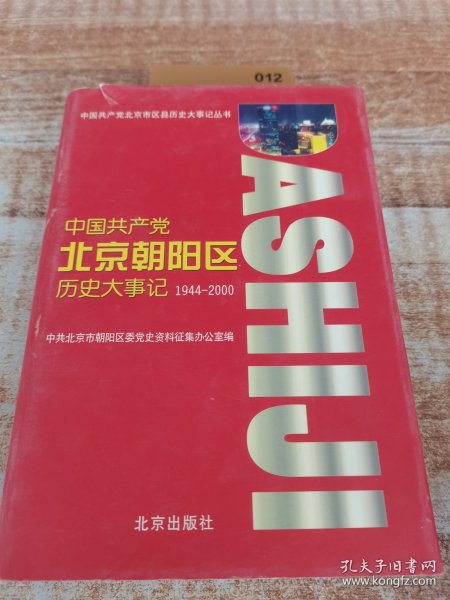 012
中国共产党北京市区县历史大事记丛书
DASHIJI
中国共产党
北京朝阳区
历史大事记 1944-2000
中共北京市朝阳区委党史资料征集办公室编
北京出版社
孔夫子旧书网
www.kongfz.com